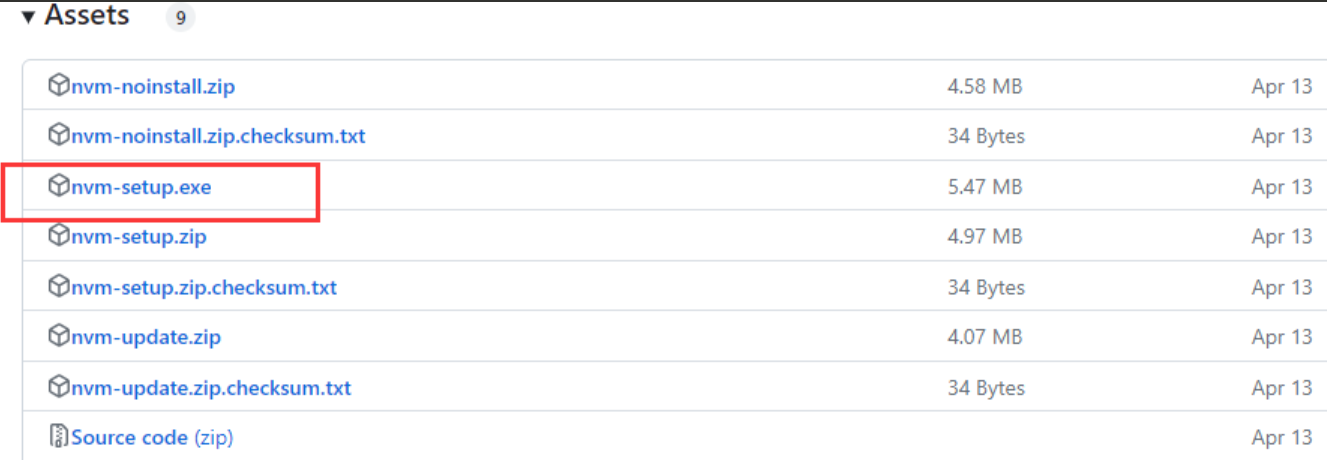 ▾ Assets 9
nvm-noinstall.zip 4.58 MB Apr 13
nvm-noinstall.zip.checksum.txt 34 Bytes Apr 13
nvm-setup.exe 5.47 MB Apr 13
nvm-setup.zip 4.97 MB Apr 13
nvm-setup.zip.checksum.txt 34 Bytes Apr 13
nvm-update.zip 4.07 MB Apr 13
nvm-update.zip.checksum.txt 34 Bytes Apr 13
Source code (zip) Apr 13